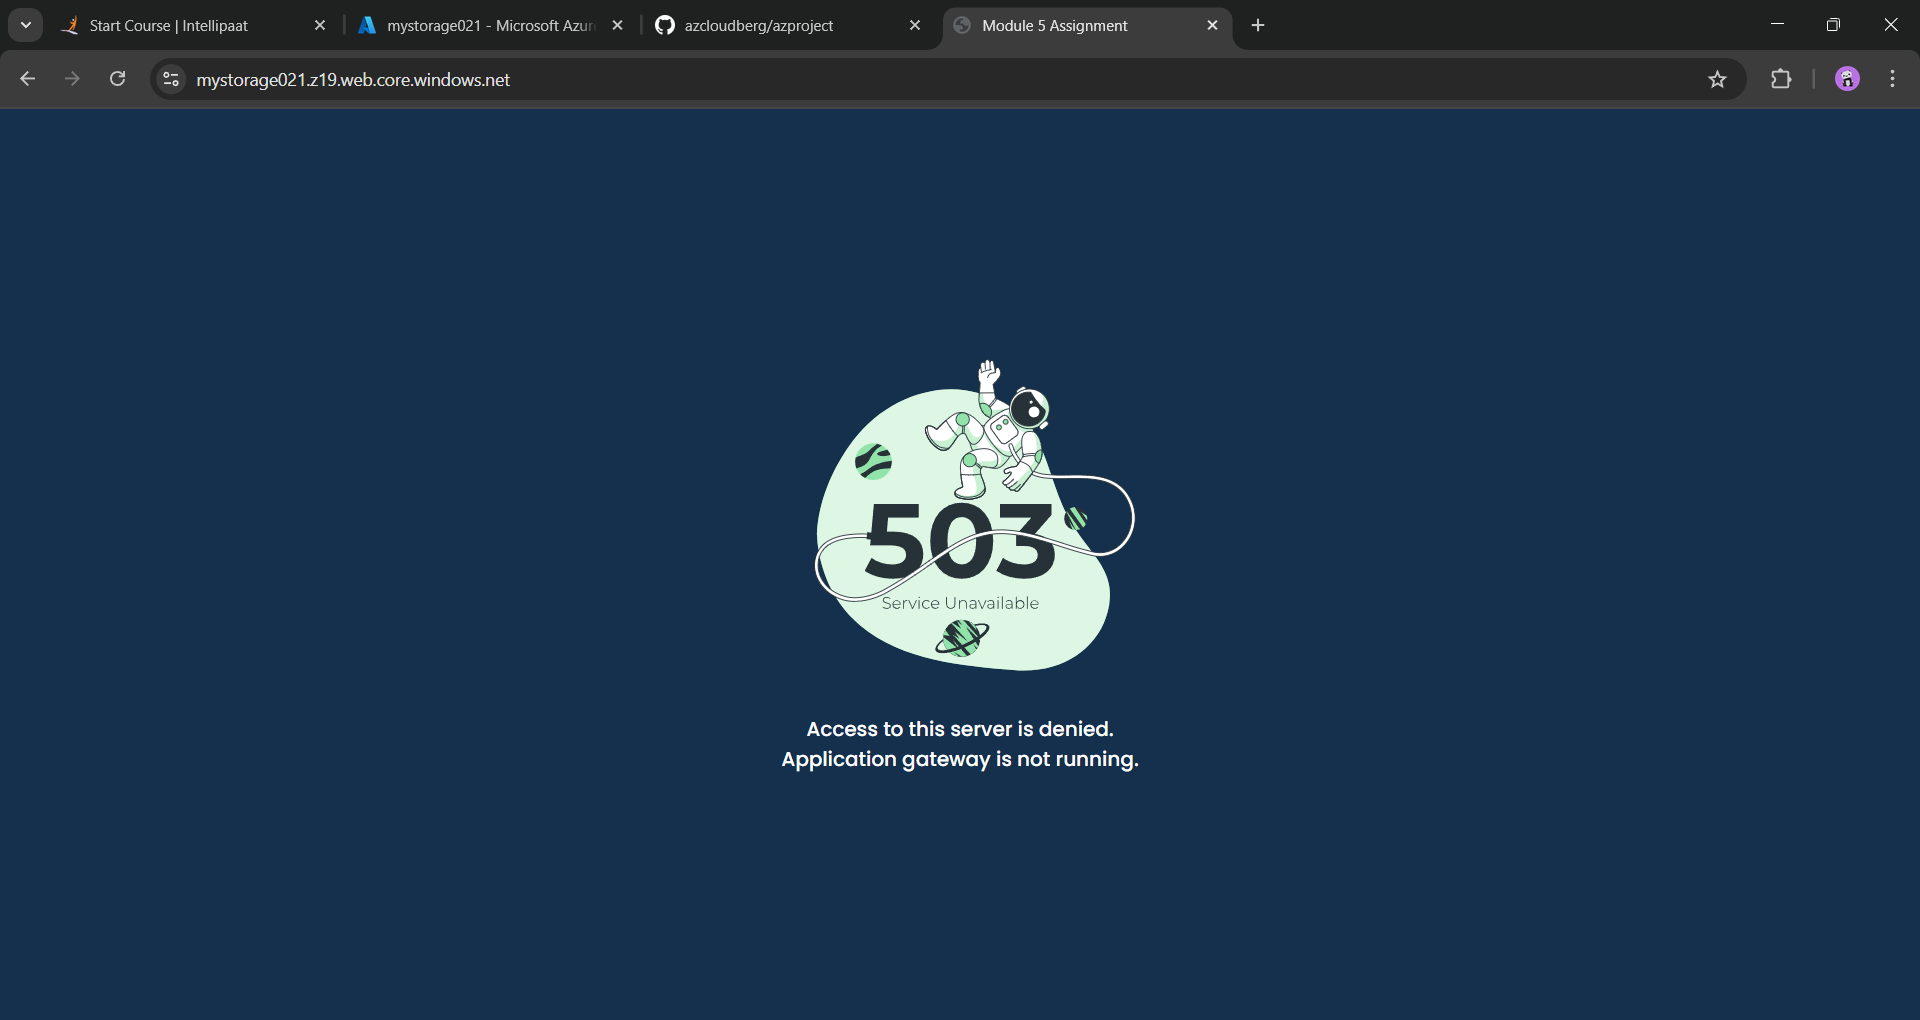 Start Course | Intellipaat
mystorage021 - Microsoft Azur
azcloudberg/azproject
Module 5 Assignment
mystorage021.z19.web.core.windows.net
503
Service Unavailable
Access to this server is denied.
Application gateway is not running.